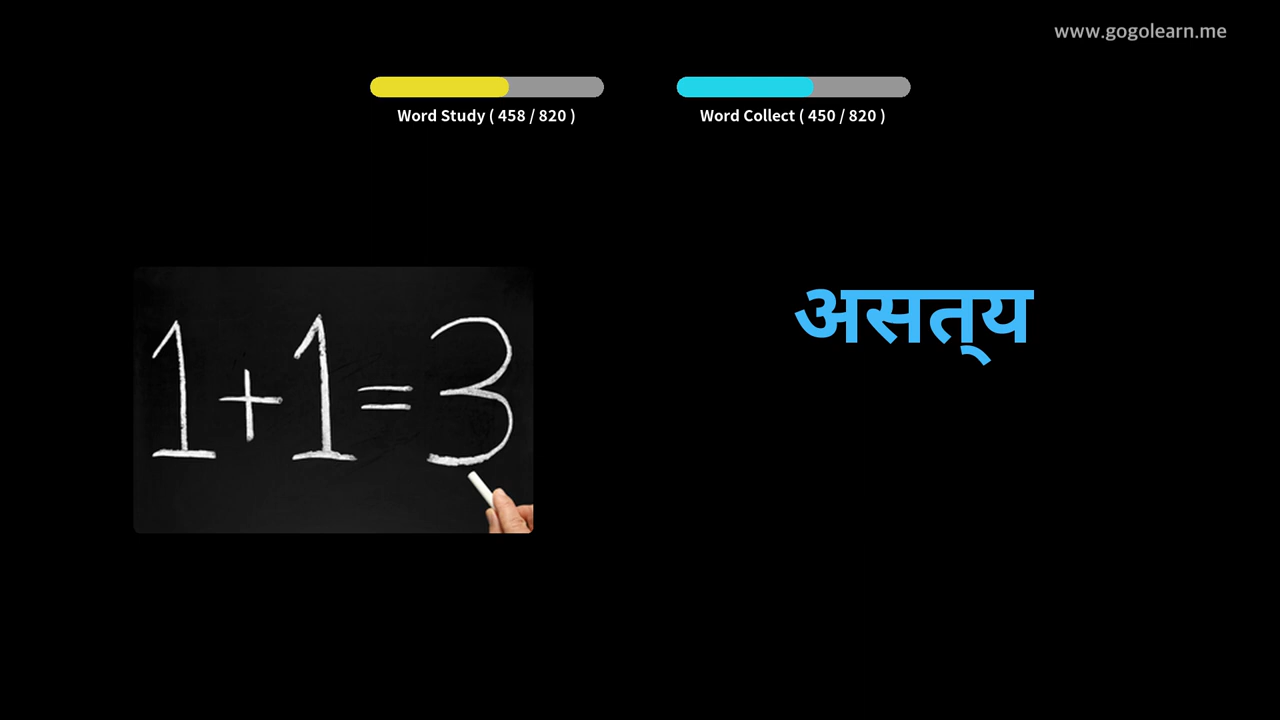 www.gogolearn.me
Word Study ( 458 / 820 )
Word Collect ( 450 / 820 )
1+1=3
असत्‌य